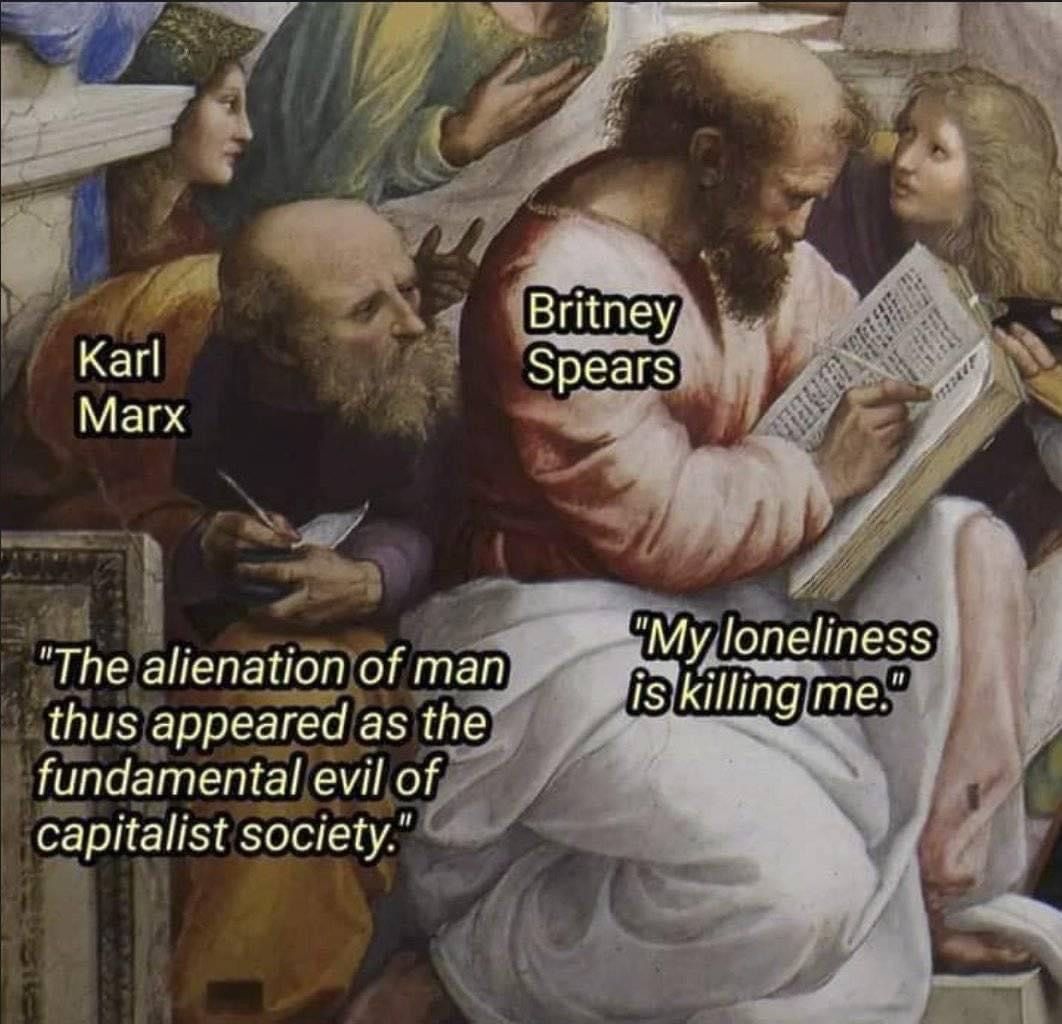 Karl
Marx
Britney
Spears
"The alienation of man
thus appeared as the
fundamental evil of
capitalist society."
"My loneliness
is killing me."